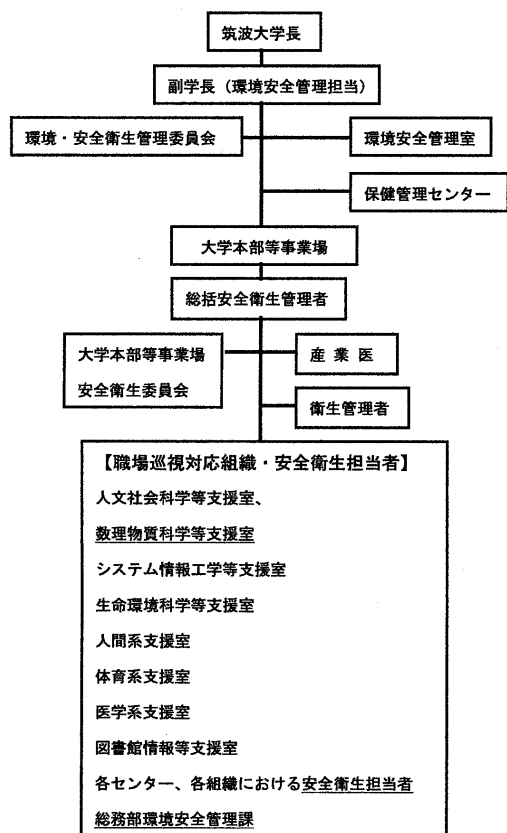 筑波大学長
副学長（環境安全管理担当）
環境・安全衛生管理委員会
環境安全管理室
保健管理センター
大学本部等事業場
総括安全衛生管理者
大学本部等事業場
安全衛生委員会
産 業 医
衛生管理者
【職場巡視対応組織・安全衛生担当者】
人文社会科学等支援室、
数理物質科学等支援室
システム情報工学等支援室
生命環境科学等支援室
人間系支援室
体育系支援室
医学系支援室
図書館情報等支援室
各センター、各組織における安全衛生担当者
総務部環境安全管理課